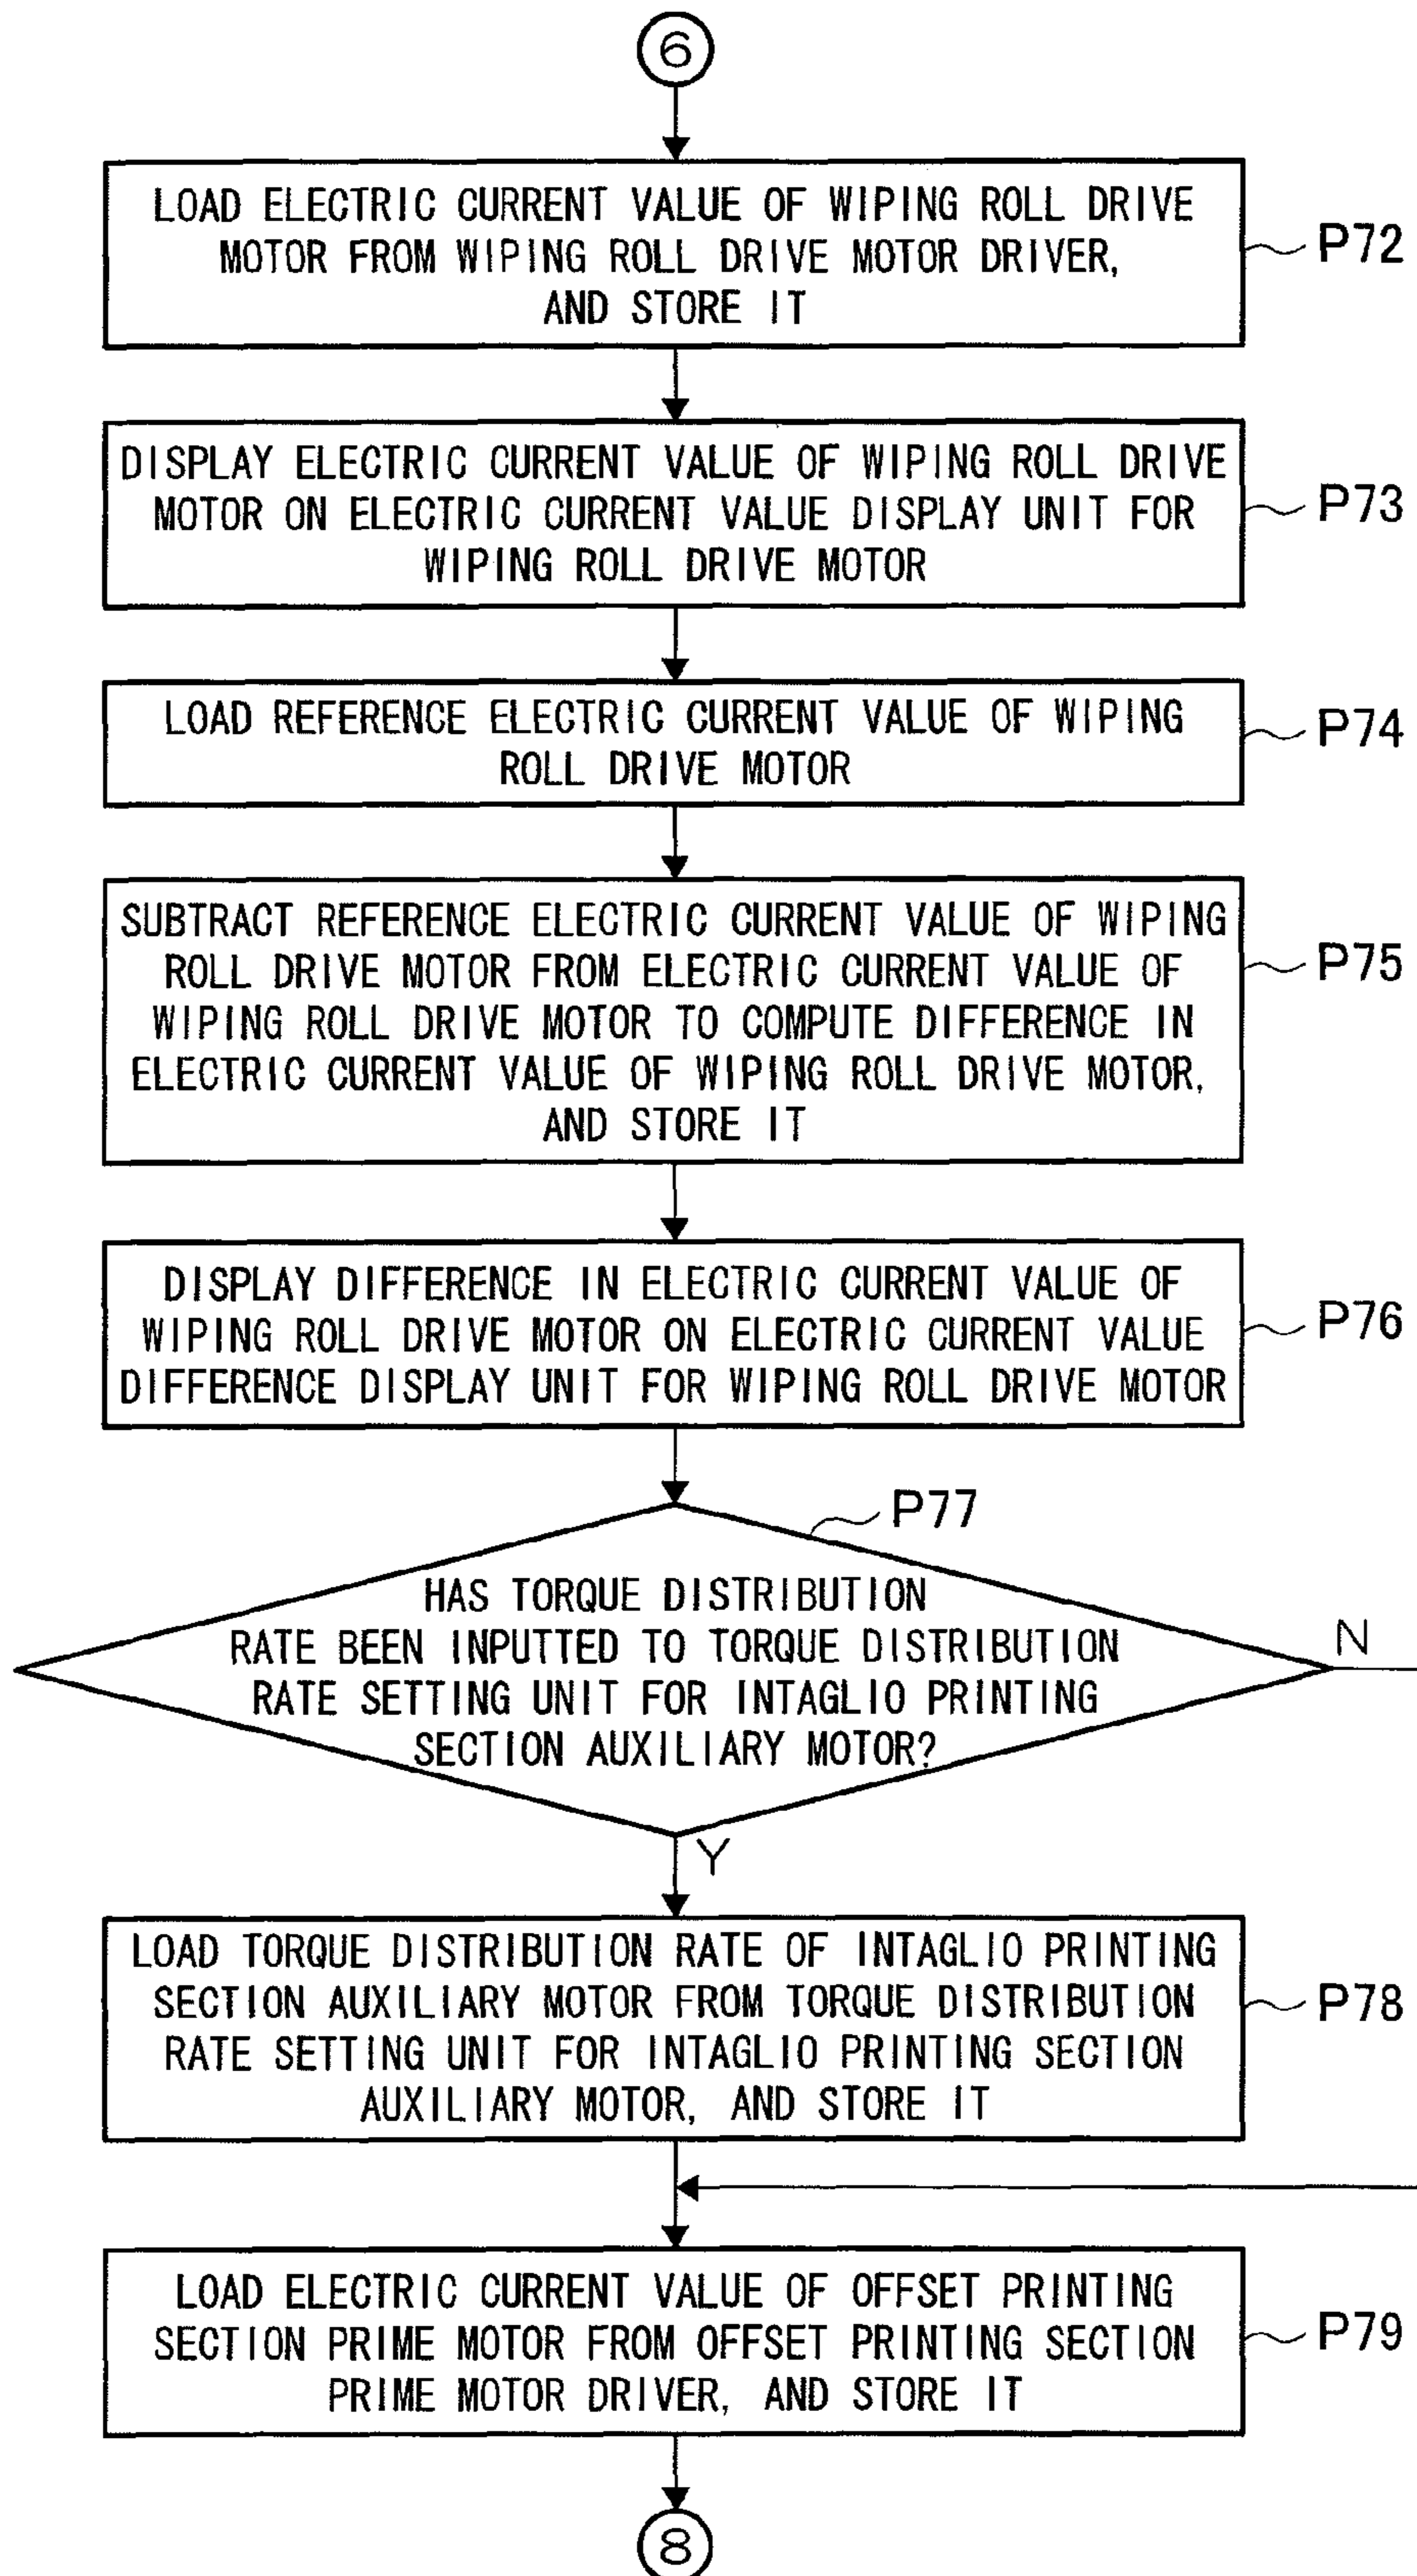 6
LOAD ELECTRIC CURRENT VALUE OF WIPING ROLL DRIVE
MOTOR FROM WIPING ROLL DRIVE MOTOR DRIVER,
AND STORE IT
P72
DISPLAY ELECTRIC CURRENT VALUE OF WIPING ROLL DRIVE
MOTOR ON ELECTRIC CURRENT VALUE DISPLAY UNIT FOR
WIPING ROLL DRIVE MOTOR
P73
LOAD REFERENCE ELECTRIC CURRENT VALUE OF WIPING
ROLL DRIVE MOTOR
P74
SUBTRACT REFERENCE ELECTRIC CURRENT VALUE OF WIPING
ROLL DRIVE MOTOR FROM ELECTRIC CURRENT VALUE OF
WIPING ROLL DRIVE MOTOR TO COMPUTE DIFFERENCE IN
ELECTRIC CURRENT VALUE OF WIPING ROLL DRIVE MOTOR,
AND STORE IT
P75
DISPLAY DIFFERENCE IN ELECTRIC CURRENT VALUE OF
WIPING ROLL DRIVE MOTOR ON ELECTRIC CURRENT VALUE
DIFFERENCE DISPLAY UNIT FOR WIPING ROLL DRIVE MOTOR
P76
P77
HAS TORQUE DISTRIBUTION
RATE BEEN INPUTTED TO TORQUE DISTRIBUTION
RATE SETTING UNIT FOR INTAGLIO PRINTING
SECTION AUXILIARY MOTOR?
N
Y
LOAD TORQUE DISTRIBUTION RATE OF INTAGLIO PRINTING
SECTION AUXILIARY MOTOR FROM TORQUE DISTRIBUTION
RATE SETTING UNIT FOR INTAGLIO PRINTING SECTION
AUXILIARY MOTOR, AND STORE IT
P78
LOAD ELECTRIC CURRENT VALUE OF OFFSET PRINTING
SECTION PRIME MOTOR FROM OFFSET PRINTING SECTION
PRIME MOTOR DRIVER, AND STORE IT
P79
8